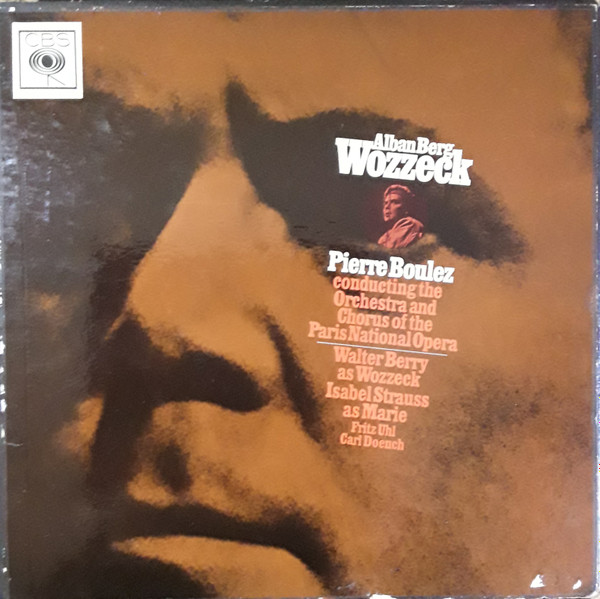 CBS
Alban Berg
Wozzeck
Pierre Boulez
conducting the
Orchestra and
Chorus of the
Paris National Opera
Walter Berry
as Wozzeck
Isabel Strauss
as Marie
Fritz Uhl
Carl Doench